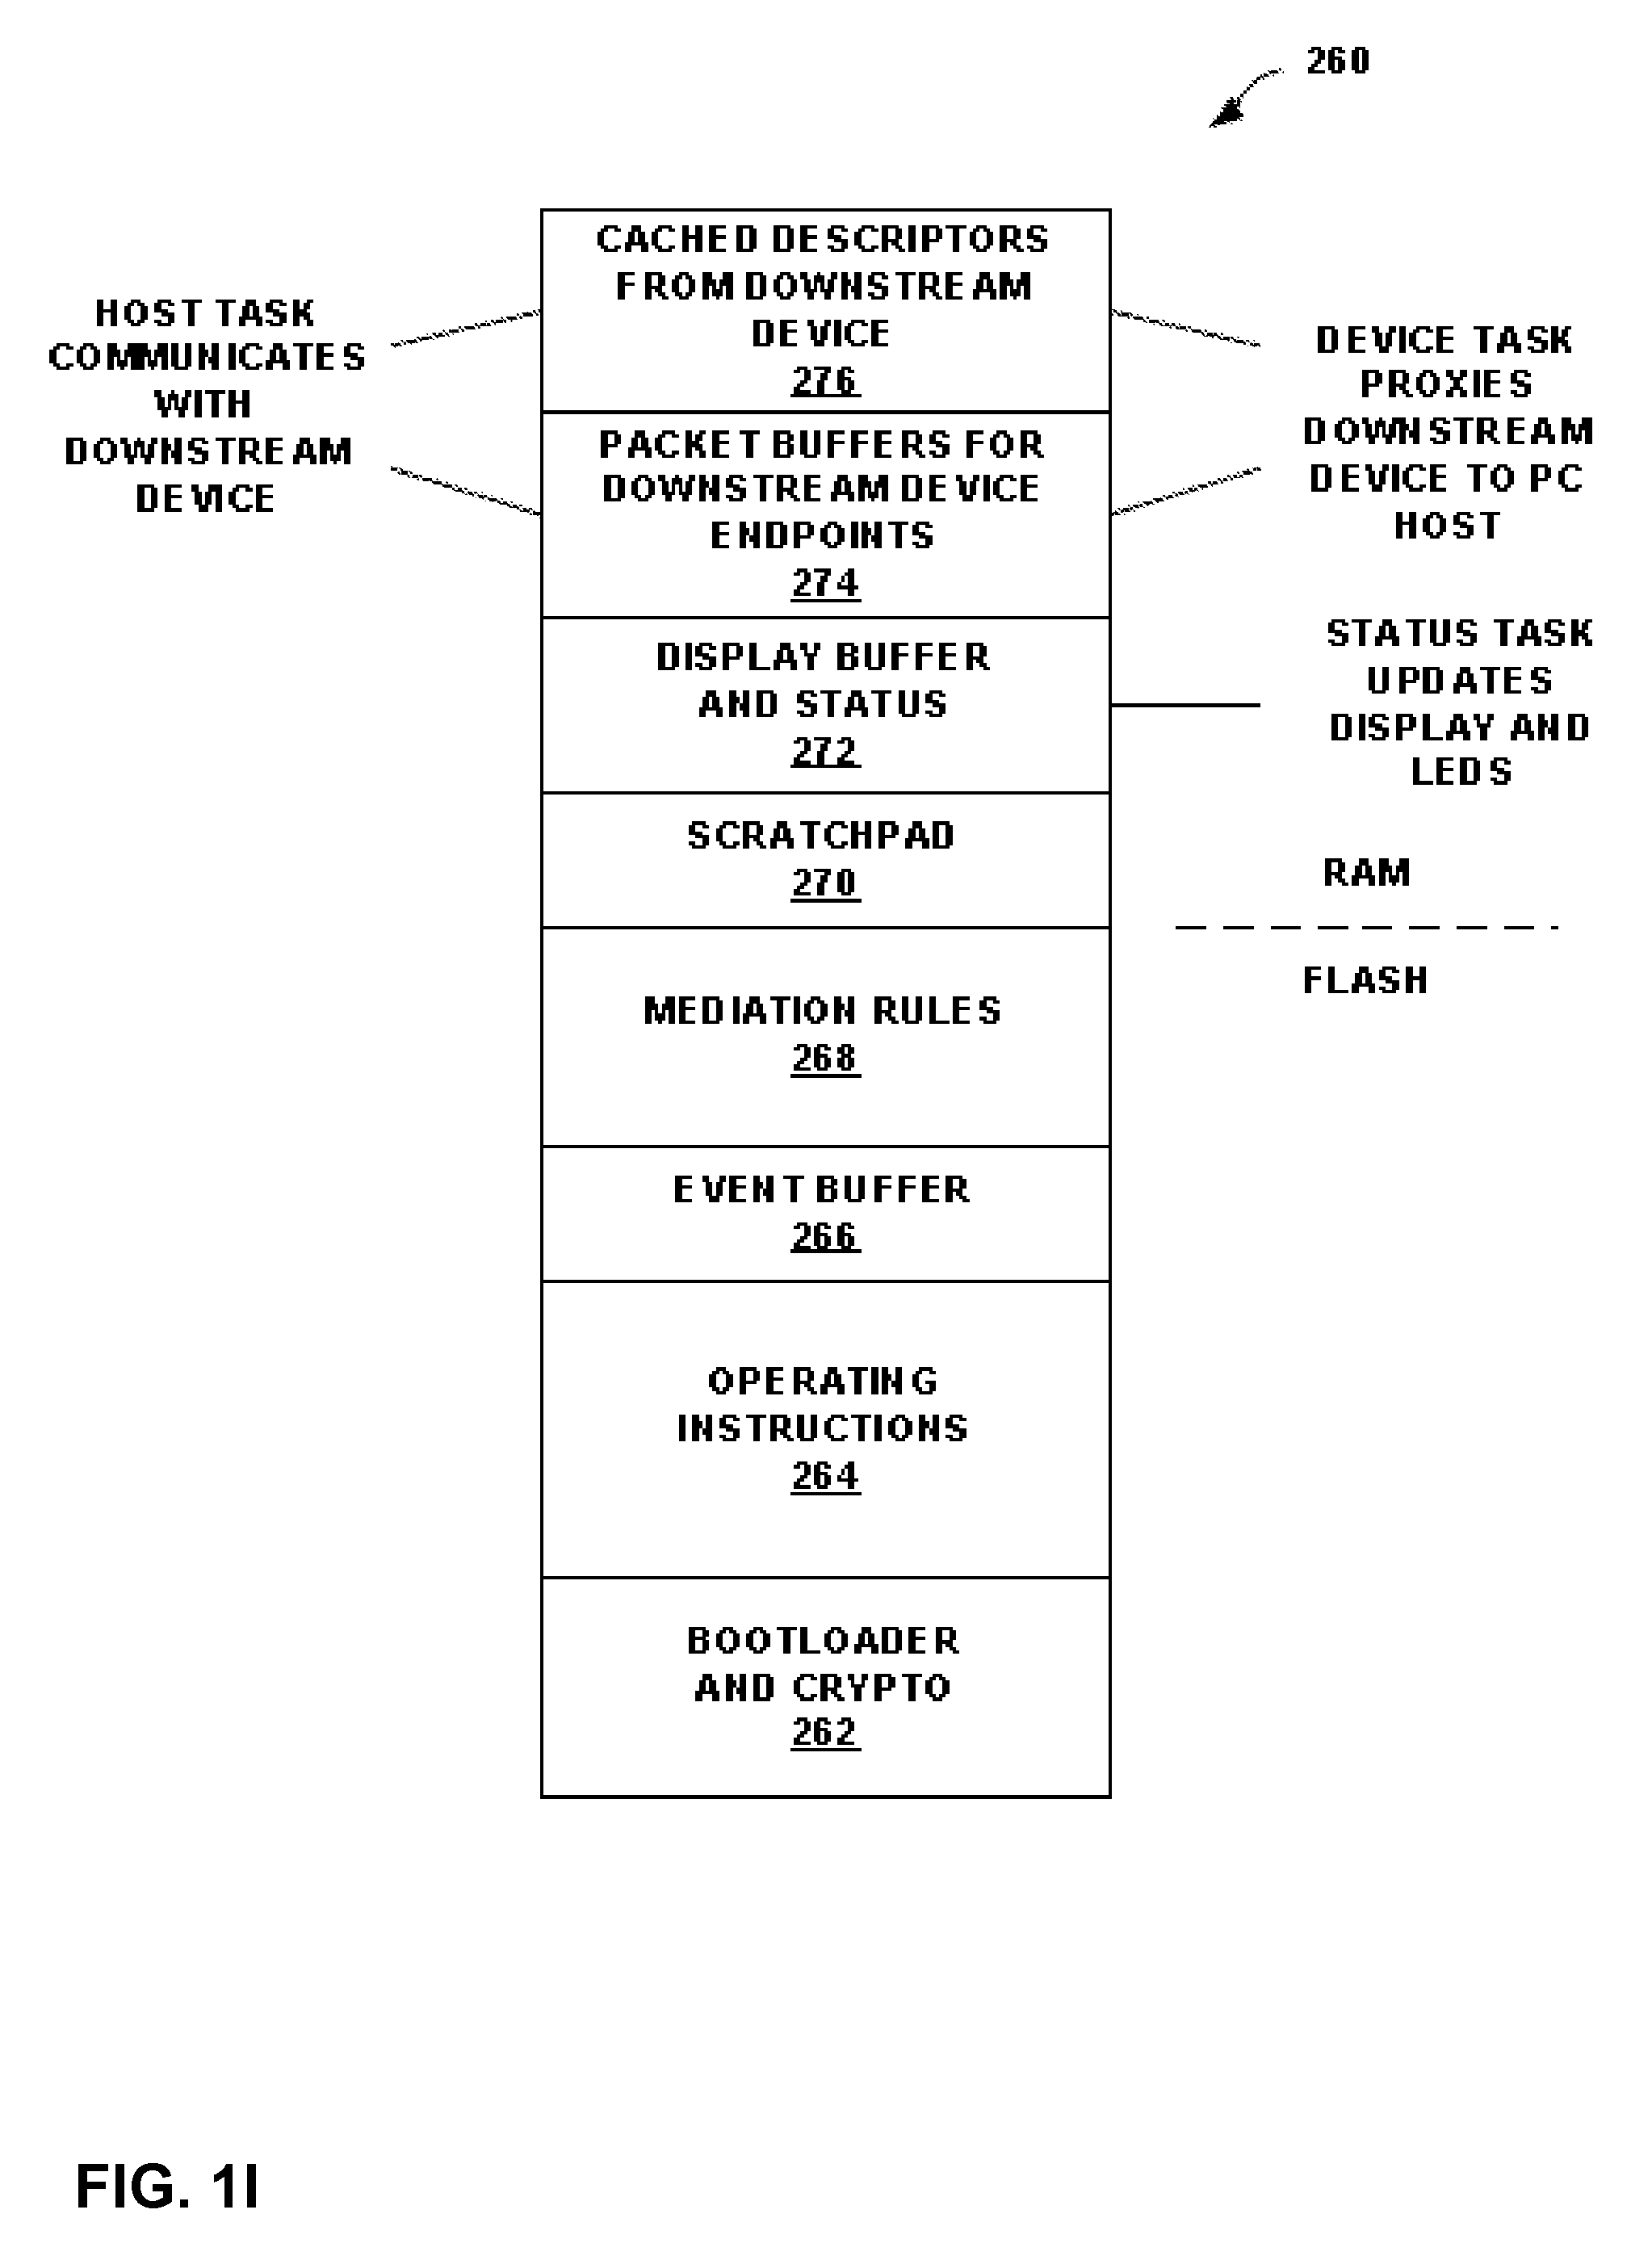 260
CACHED DESCRIPTORS
FROM DOWNSTREAM
DEVICE
276
HOST TASK
COMMUNICATES
WITH
DOWNSTREAM
DEVICE
DEVICE TASK
PROXIES
DOWNSTREAM
DEVICE TO PC
HOST
PACKET BUFFERS FOR
DOWNSTREAM DEVICE
ENDPOINTS
274
DISPLAY BUFFER
AND STATUS
272
STATUS TASK
UPDATES
DISPLAY AND
LEDS
SCRATCHPAD
270
RAM
FLASH
MEDIATION RULES
268
EVENT BUFFER
266
OPERATING
INSTRUCTIONS
264
BOOTLOADER
AND CRYPTO
262
FIG. 1I